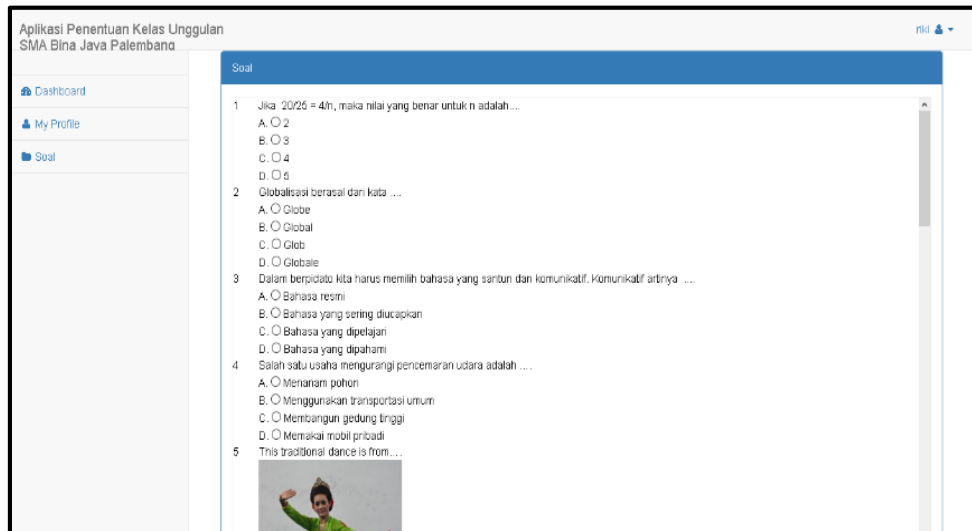 Aplikasi Penentuan Kelas Unggulan
SMA Bina Java Palembang
riki
Dashboard
My Profile
Soal
Soal
1 Jika 20/25 = 4/n, maka nilai yang benar untuk n adalah....
A. 2
B. 3
C. 4
D. 5
2 Globalisasi berasal dari kata ....
A. Globe
B. Global
C. Glob
D. Globale
3 Dalam berpidato kita harus memilih bahasa yang santun dan komunikatif. Komunikatif artinya ....
A. Bahasa resmi
B. Bahasa yang sering diucapkan
C. Bahasa yang dipelajari
D. Bahasa yang dipahami
4 Salah satu usaha mengurangi pencemaran udara adalah ....
A. Menanam pohon
B. Menggunakan transportasi umum
C. Membangun gedung tinggi
D. Memakai mobil pribadi
5 This traditional dance is from....